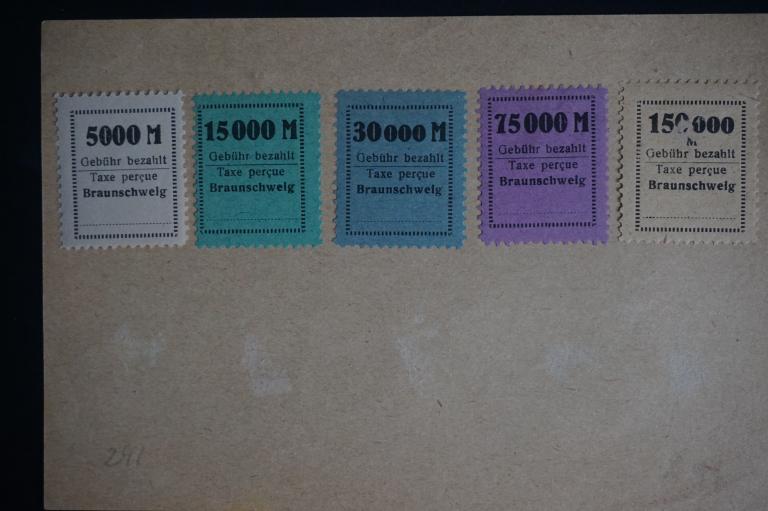 5000 M
Gebühr bezahlt
Taxe perçue
Braunschweig
15000 M
Gebühr bezahlt
Taxe perçue
Braunschweig
30000 M
Gebühr bezahlt
Taxe perçue
Braunschweig
75000 M
Gebühr bezahlt
Taxe perçue
Braunschweig
150000
M
Gebühr bezahlt
Taxe perçue
Braunschweig